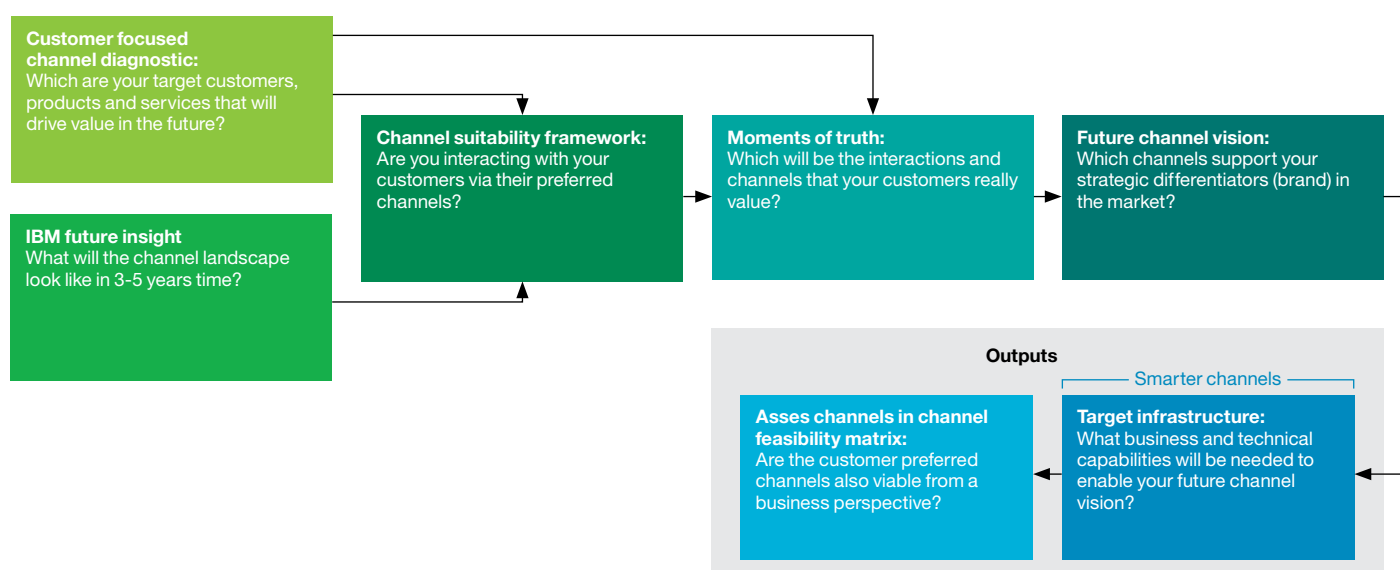 Customer focused
channel diagnostic:
Which are your target customers,
products and services that will
drive value in the future?
IBM future insight
What will the channel landscape
look like in 3-5 years time?
Channel suitability framework:
Are you interacting with your
customers via their preferred
channels?
Moments of truth:
Which will be the interactions and
channels that your customers really
value?
Future channel vision:
Which channels support your
strategic differentiators (brand) in
the market?
Outputs
Smarter channels
Target infrastructure:
What business and technical
capabilities will be needed to
enable your future channel
vision?
Asses channels in channel
feasibility matrix:
Are the customer preferred
channels also viable from a
business perspective?